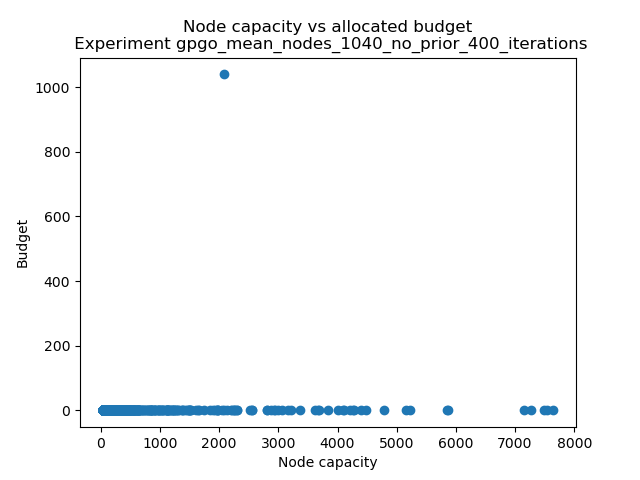 Node capacity vs allocated budget
Experiment gpgo_mean_nodes_1040_no_prior_400_iterations
1000
800
600
400
200
0
Budget
0 1000 2000 3000 4000 5000 6000 7000 8000
Node capacity